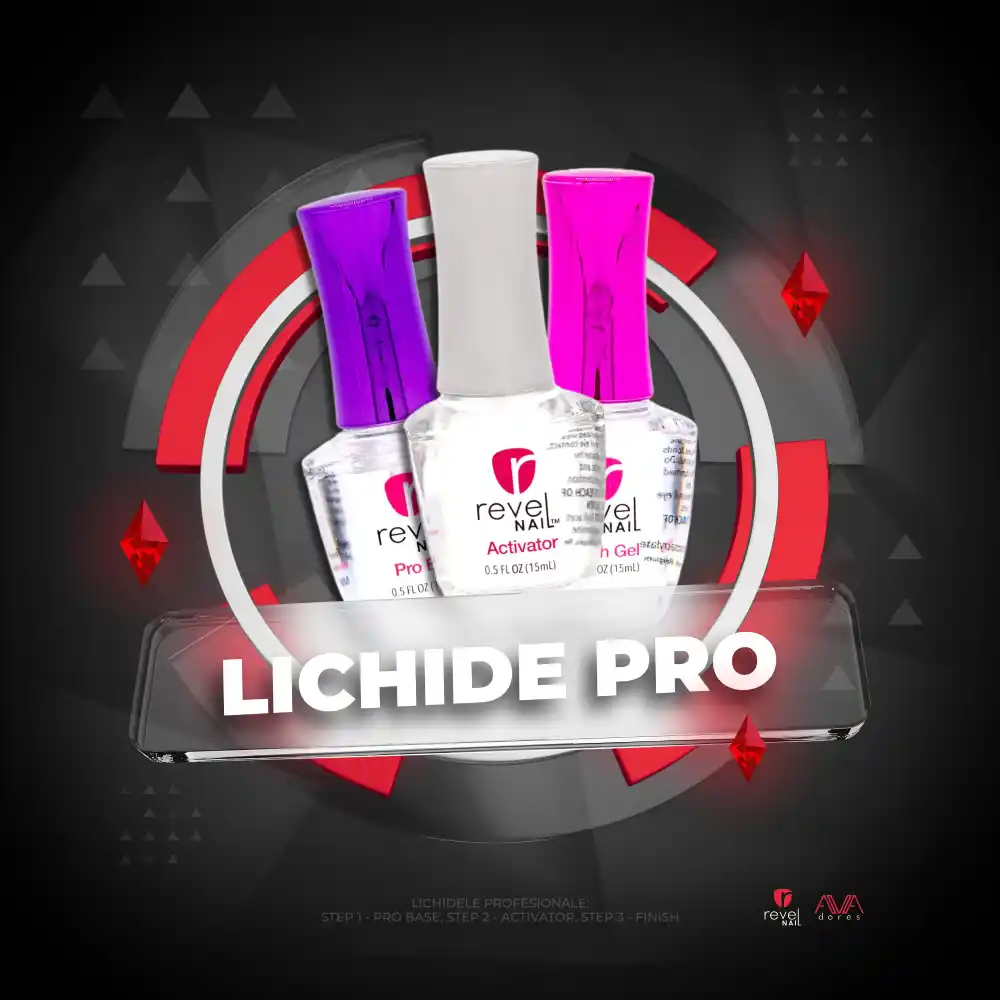 revel
NAIL
Pro
0.5 FL OZ
revel
NAIL™
Activator
0.5 FL OZ (15mL)
vel
NAIL
h Gel
OZ (15mL)
LICHIDE PRO
LICHIDELE PROFESIONALE:
STEP 1 - PRO BASE, STEP 2 - ACTIVATOR, STEP 3 - FINISH
revel
NAIL
AVA
dores